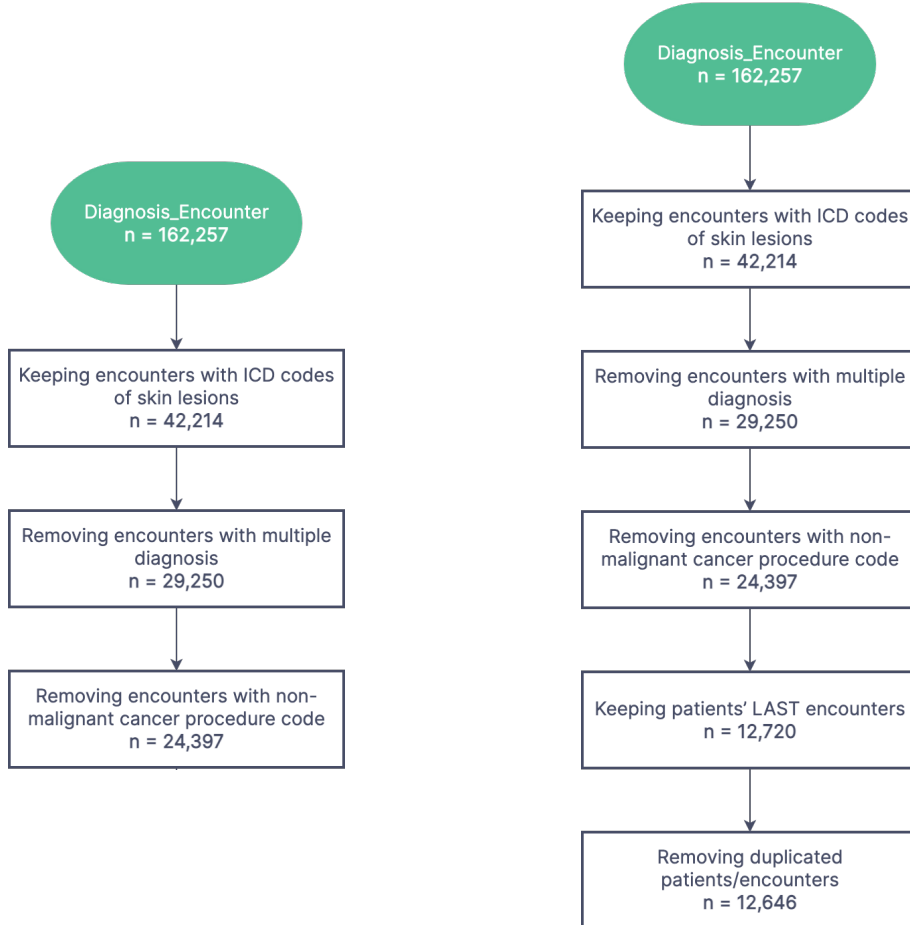 Diagnosis_Encounter
n = 162,257
Keeping encounters with ICD codes
of skin lesions
n = 42,214
Removing encounters with multiple
diagnosis
n = 29,250
Removing encounters with non-
malignant cancer procedure code
n = 24,397
Diagnosis_Encounter
n = 162,257
Keeping encounters with ICD codes
of skin lesions
n = 42,214
Removing encounters with multiple
diagnosis
n = 29,250
Removing encounters with non-
malignant cancer procedure code
n = 24,397
Keeping patients’ LAST encounters
n = 12,720
Removing duplicated
patients/encounters
n = 12,646